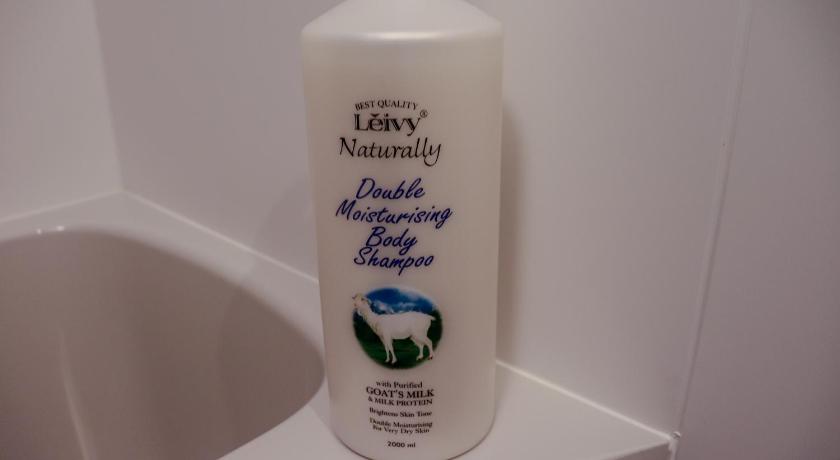 BEST QUALITY
Lěivy®
Naturally
Double
Moisturising
Body
Shampoo
with Purified
GOAT'S MILK
& MILK PROTEIN
Brightens Skin Tone
Double Moisturising
For Very Dry Skin
2000 ml